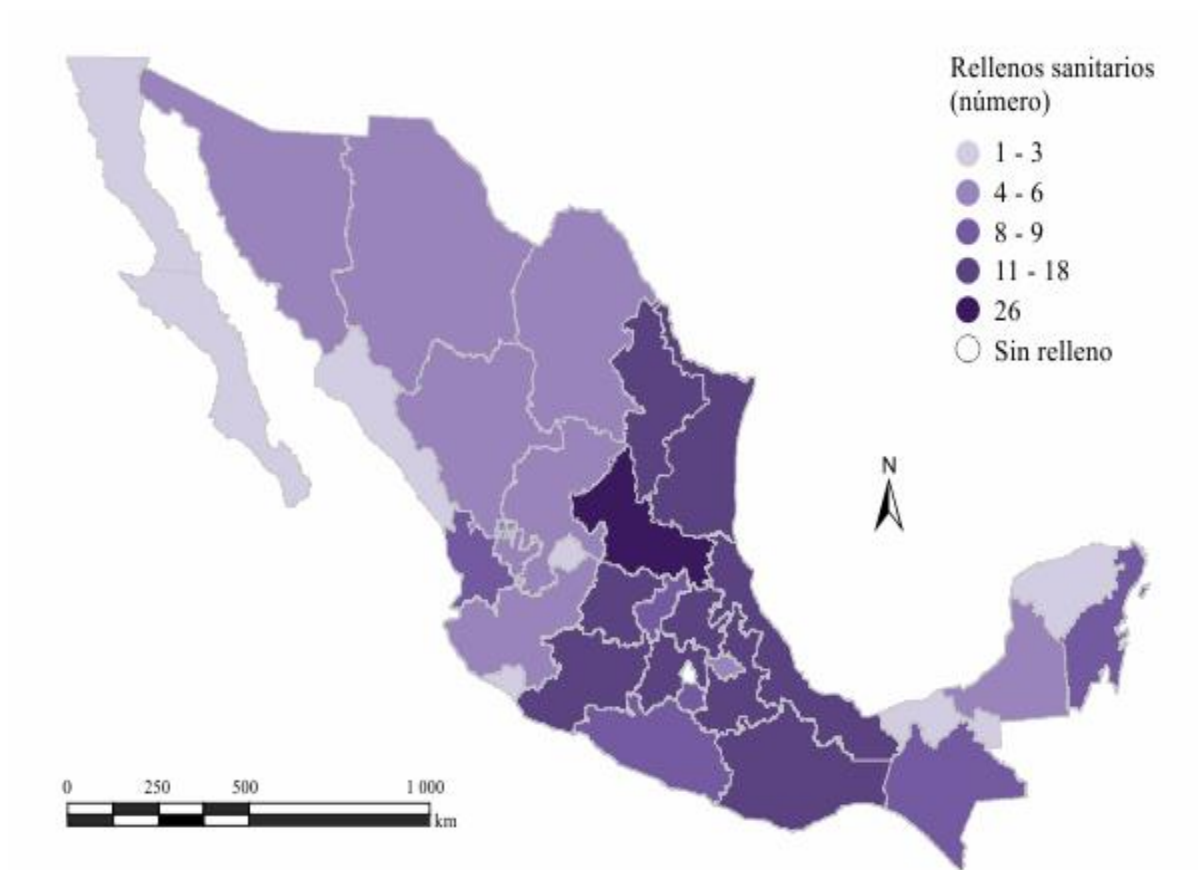 Rellenos sanitarios
(número)
1 - 3
4 - 6
8 - 9
11 - 18
26
Sin relleno
N
0 250 500 1 000
km